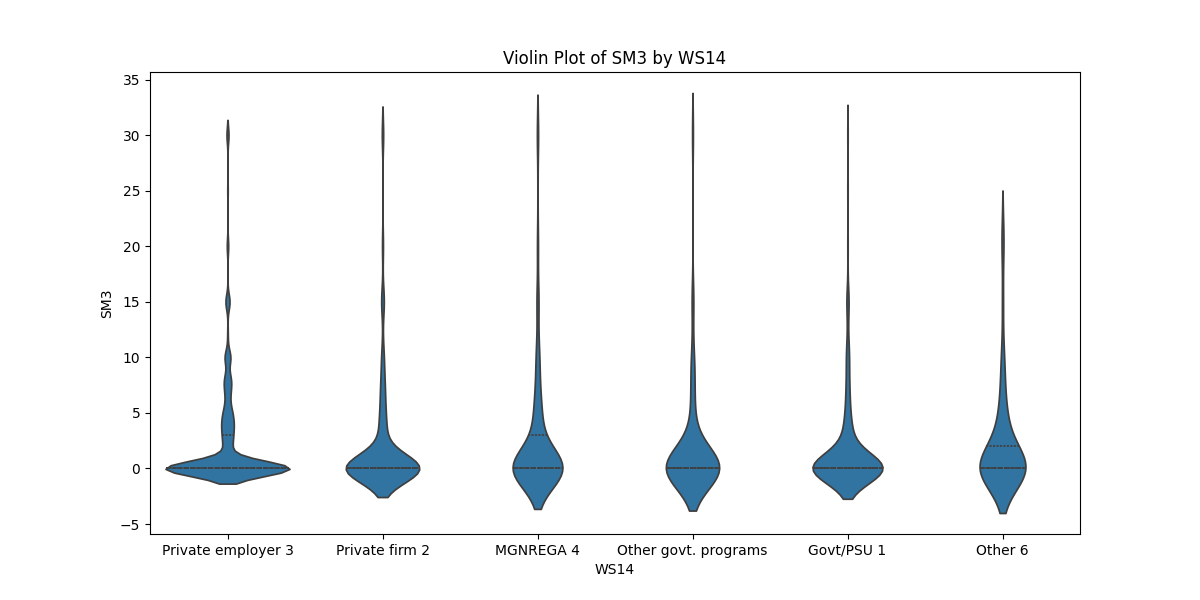 Violin Plot of SM3 by WS14
35
30
25
20
15
10
5
0
−5
SM3
Private employer 3
Private firm 2
MGNREGA 4
Other govt. programs
Govt/PSU 1
Other 6
WS14